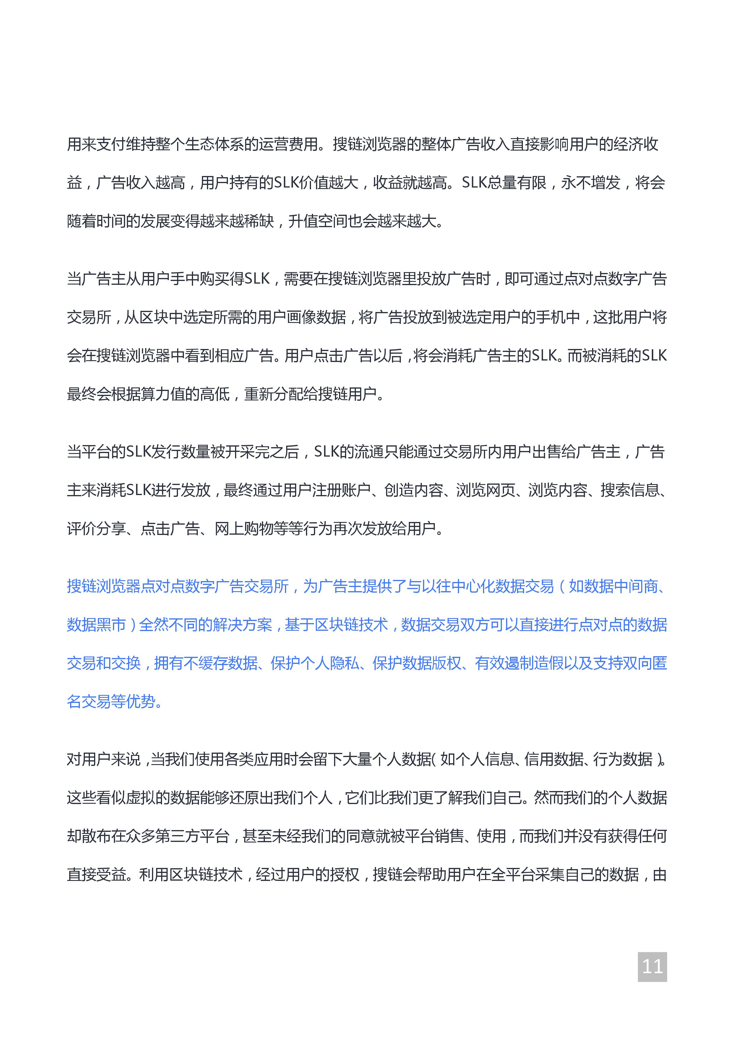 用来支付维持整个生态体系的运营费用。搜链浏览器的整体广告收入直接影响用户的经济收
益，广告收入越高，用户持有的SLK价值越大，收益就越高。SLK总量有限，永不增发，将会
随着时间的发展变得越来越稀缺，升值空间也会越来越大。
当广告主从用户手中购买得SLK，需要在搜链浏览器里投放广告时，即可通过点对点数字广告
交易所，从区块中选定所需的用户画像数据，将广告投放到被选定用户的手机中，这批用户将
会在搜链浏览器中看到相应广告。用户点击广告以后，将会消耗广告主的SLK。而被消耗的SLK
最终会根据算力值的高低，重新分配给搜链用户。
当平台的SLK发行数量被开采完之后，SLK的流通只能通过交易所内用户出售给广告主，广告
主来消耗SLK进行发放，最终通过用户注册账户、创造内容、浏览网页、浏览内容、搜索信息、
评价分享、点击广告、网上购物等等行为再次发放给用户。
搜链浏览器点对点数字广告交易所，为广告主提供了与以往中心化数据交易（如数据中间商、
数据黑市）全然不同的解决方案，基于区块链技术，数据交易双方可以直接进行点对点的数据
交易和交换，拥有不缓存数据、保护个人隐私、保护数据版权、有效遏制造假以及支持双向匿
名交易等优势。
对用户来说，当我们使用各类应用时会留下大量个人数据（如个人信息、信用数据、行为数据）。
这些看似虚拟的数据能够还原出我们个人，它们比我们更了解我们自己。然而我们的个人数据
却散布在众多第三方平台，甚至未经我们的同意就被平台销售、使用，而我们并没有获得任何
直接受益。利用区块链技术，经过用户的授权，搜链会帮助用户在全平台采集自己的数据，由
11